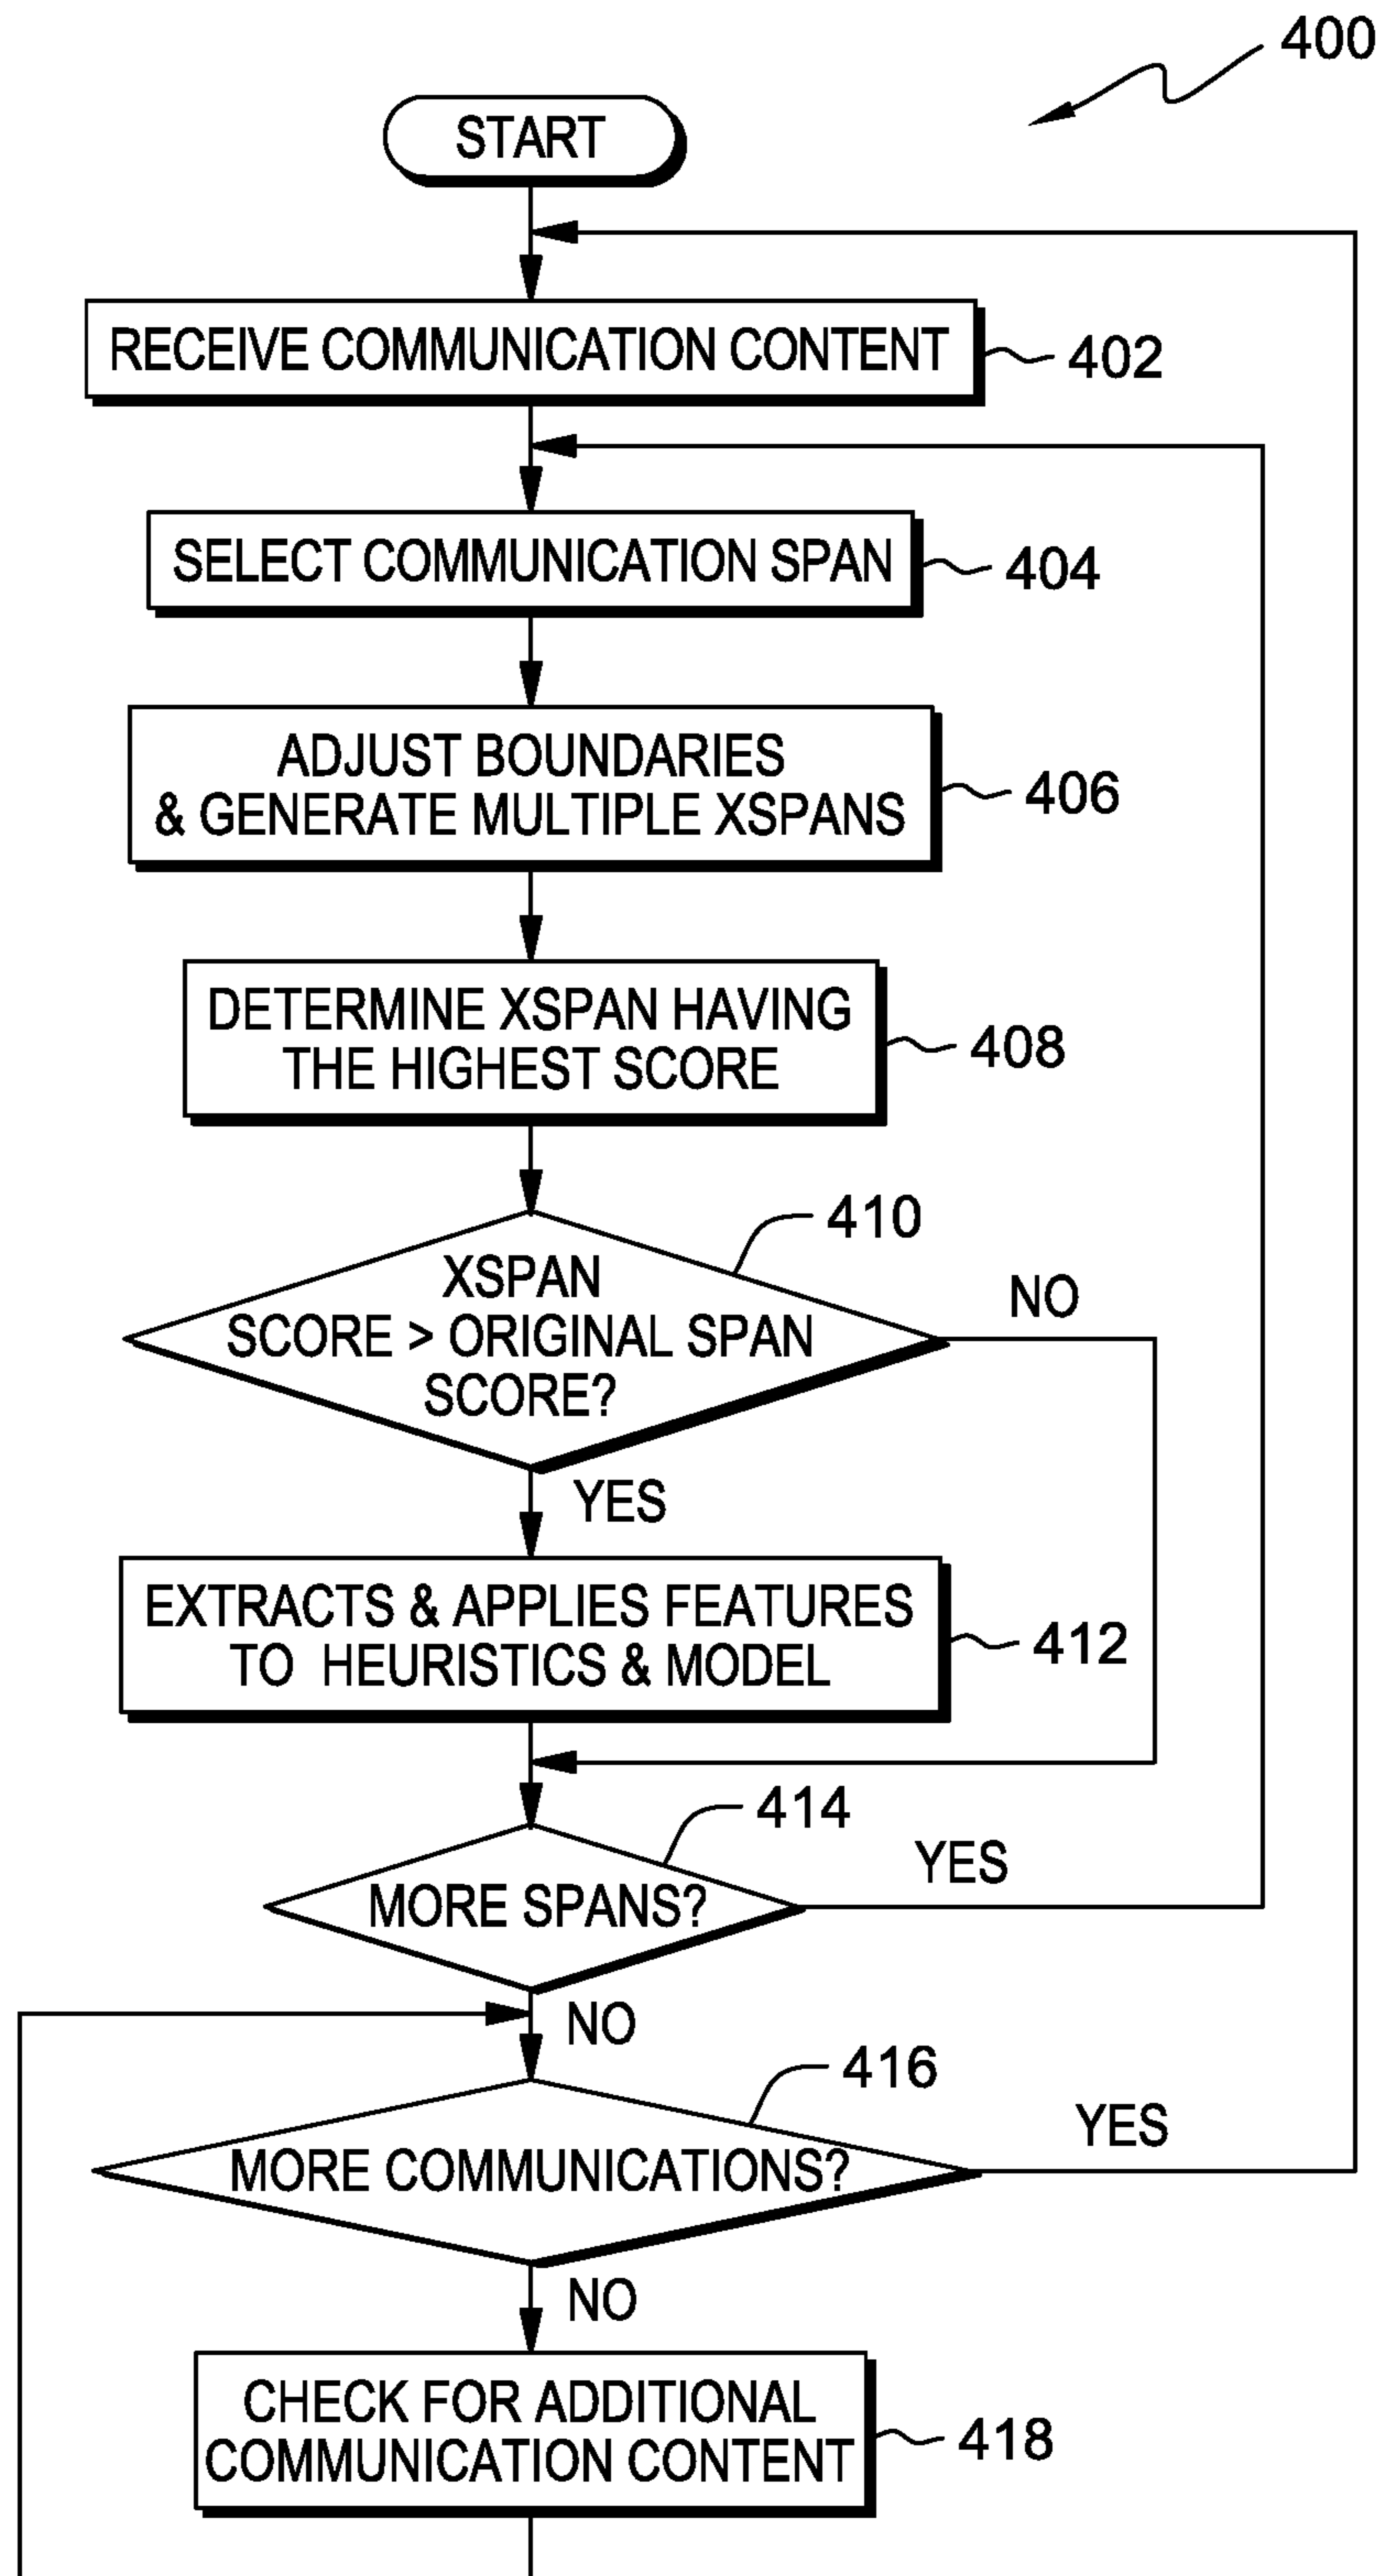 400
START
RECEIVE COMMUNICATION CONTENT
402
SELECT COMMUNICATION SPAN
404
ADJUST BOUNDARIES
& GENERATE MULTIPLE XSPANS
406
DETERMINE XSPAN HAVING
THE HIGHEST SCORE
408
410
XSPAN
SCORE > ORIGINAL SPAN
SCORE?
NO
YES
EXTRACTS & APPLIES FEATURES
TO HEURISTICS & MODEL
412
414
MORE SPANS?
YES
NO
416
MORE COMMUNICATIONS?
YES
NO
CHECK FOR ADDITIONAL
COMMUNICATION CONTENT
418